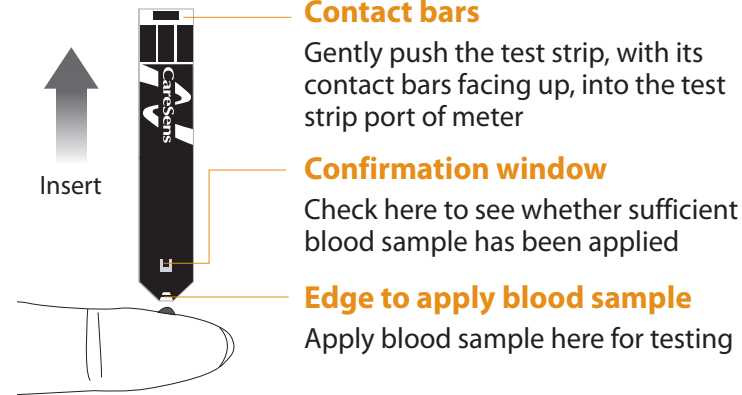 Contact bars
Gently push the test strip, with its
contact bars facing up, into the test
strip port of meter
Insert
CareSens
N
Confirmation window
Check here to see whether sufficient
blood sample has been applied
Edge to apply blood sample
Apply blood sample here for testing